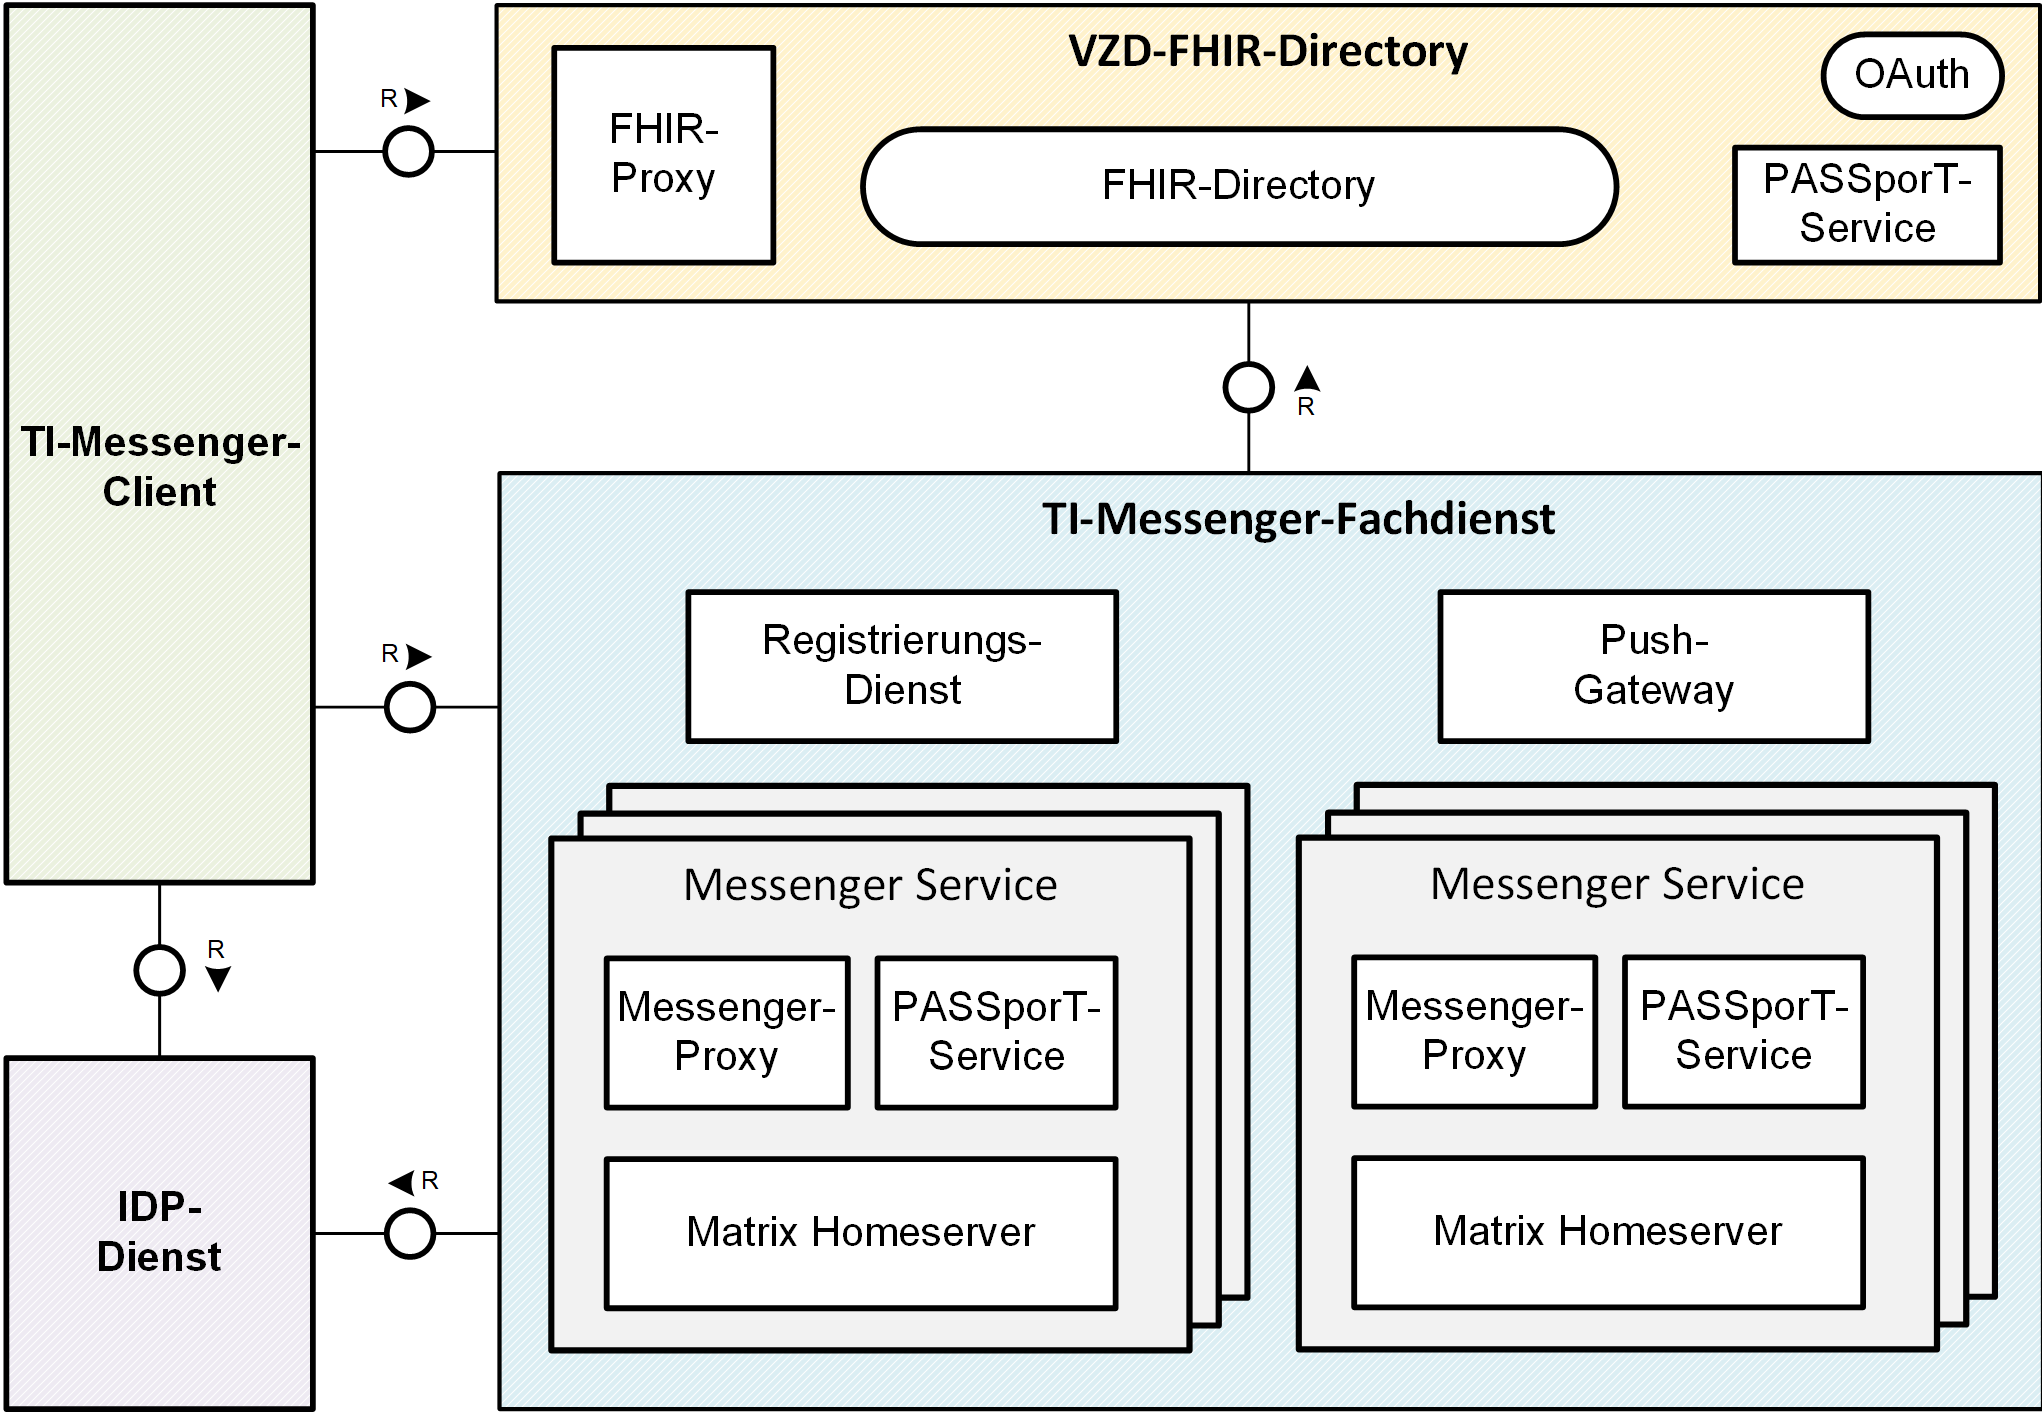 VZD-FHIR-Directory
OAuth
FHIR-
Proxy
FHIR-Directory
PASSporT-
Service
R
R
TI-Messenger-
Client
TI-Messenger-Fachdienst
Registrierungs-
Dienst
Push-
Gateway
R
Messenger Service
Messenger-
Proxy
PASSporT-
Service
Matrix Homeserver
Messenger Service
Messenger-
Proxy
PASSporT-
Service
Matrix Homeserver
R
R
IDP-
Dienst